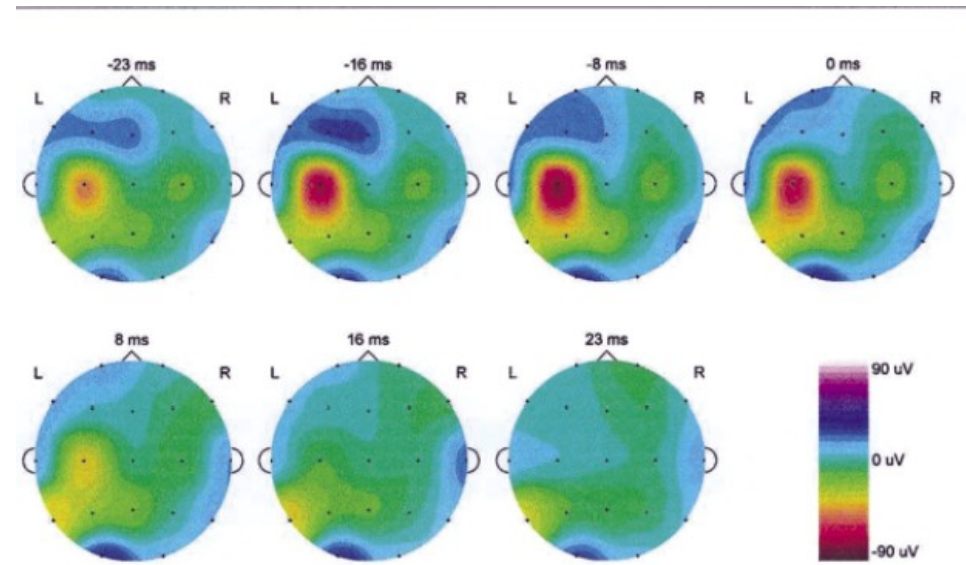 -23 ms
-16 ms
-8 ms
0 ms
L R L R L R L R
8 ms
16 ms
23 ms
L R L R L R
90 uV
0 uV
-90 uV